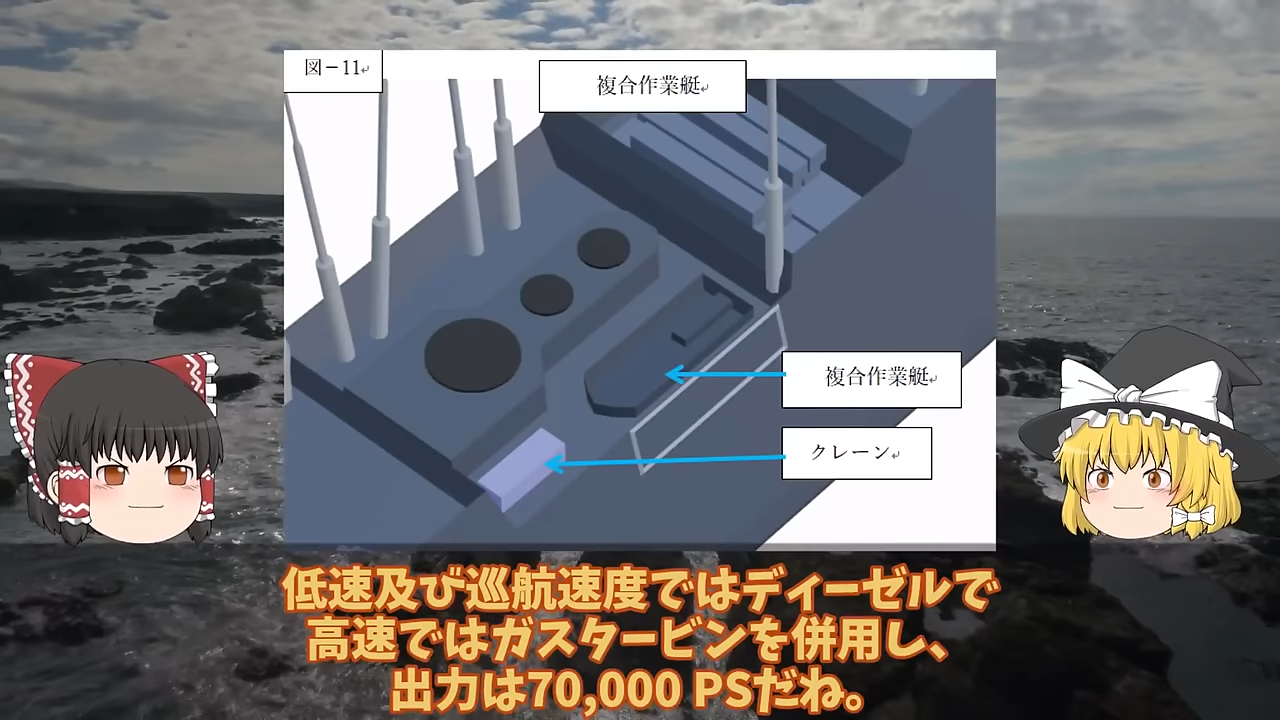 図－11↵
複合作業艇↵
複合作業艇↵
クレーン↵
低速及び巡航速度ではディーゼルで
高速ではガスタービンを併用し、
出力は70,000 PSだね。